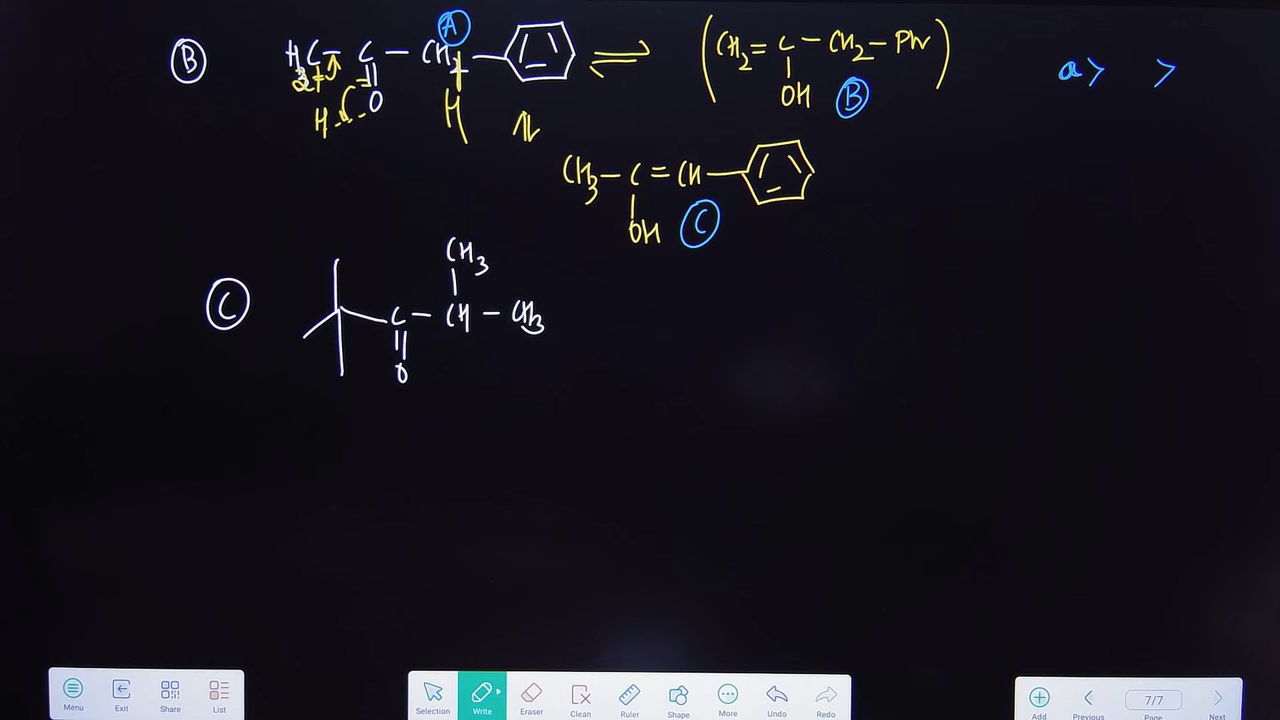 Ⓑ H₃C – C – CH₂ – ⇌ (CH₂ = C – CH₂ – Ph) a > >
Ⓐ
O
OH Ⓑ
H H ⇌
CH₃ – C = CH –
OH Ⓒ
CH₃
Ⓒ C – CH – CH₃
O
Menu Exit Share List Selection Write Eraser Clean Ruler Shape More Undo Redo Add Previous 7/7 Page Next